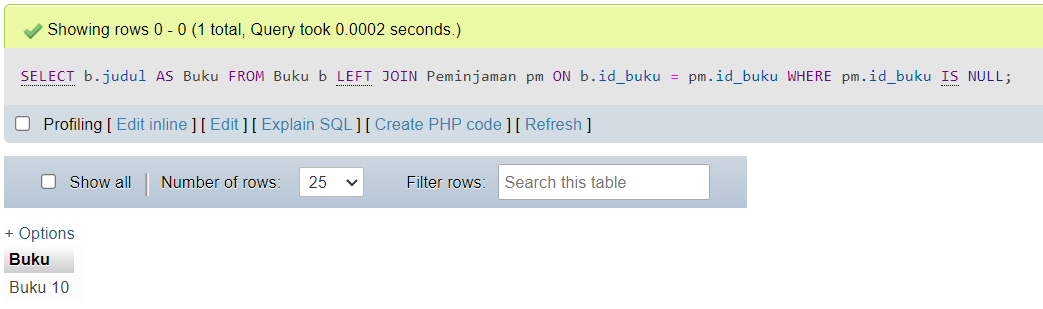 Showing rows 0 - 0 (1 total, Query took 0.0002 seconds.)
SELECT b.judul AS Buku FROM Buku b LEFT JOIN Peminjaman pm ON b.id_buku = pm.id_buku WHERE pm.id_buku IS NULL;
Profiling [ Edit inline ] [ Edit ] [ Explain SQL ] [ Create PHP code ] [ Refresh ]
Show all Number of rows: 25 Filter rows: Search this table
+ Options
Buku
Buku 10